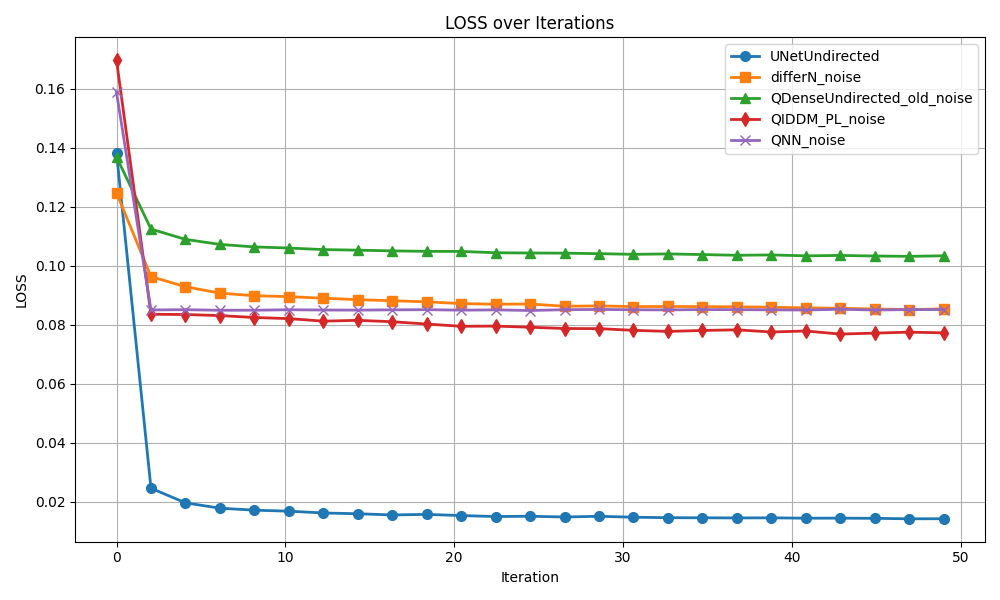 LOSS over Iterations
UNetUndirected
differN_noise
QDenseUndirected_old_noise
QIDDM_PL_noise
QNN_noise
LOSS
0.16
0.14
0.12
0.10
0.08
0.06
0.04
0.02
0 10 20 30 40 50
Iteration